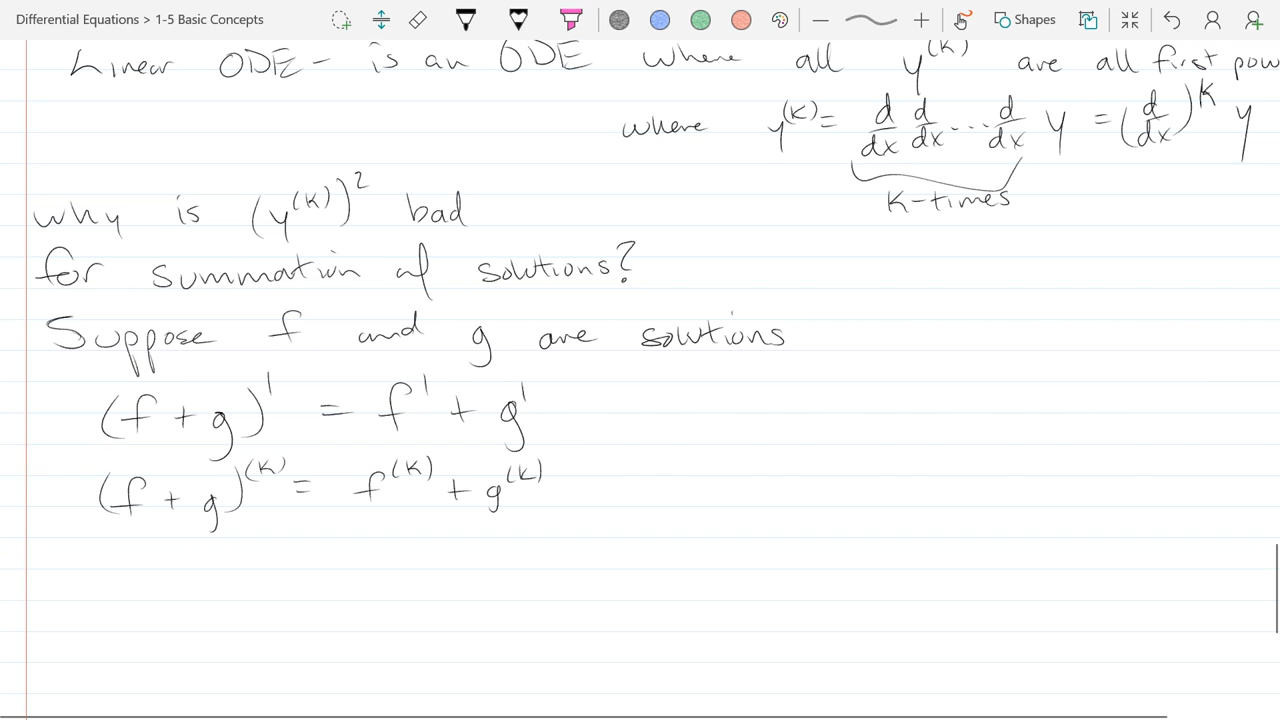 Differential Equations > 1-5 Basic Concepts
Shapes
Linear ODE - is an ODE where all y^(K) are all first pow
where y^(K) = d/dx d/dx ... d/dx y = (d/dx)^K y
K-times
why is (y^(K))^2 bad
for summation of solutions?
Suppose f and g are solutions
(f + g)' = f' + g'
(f + g)^(K) = f^(K) + g^(K)